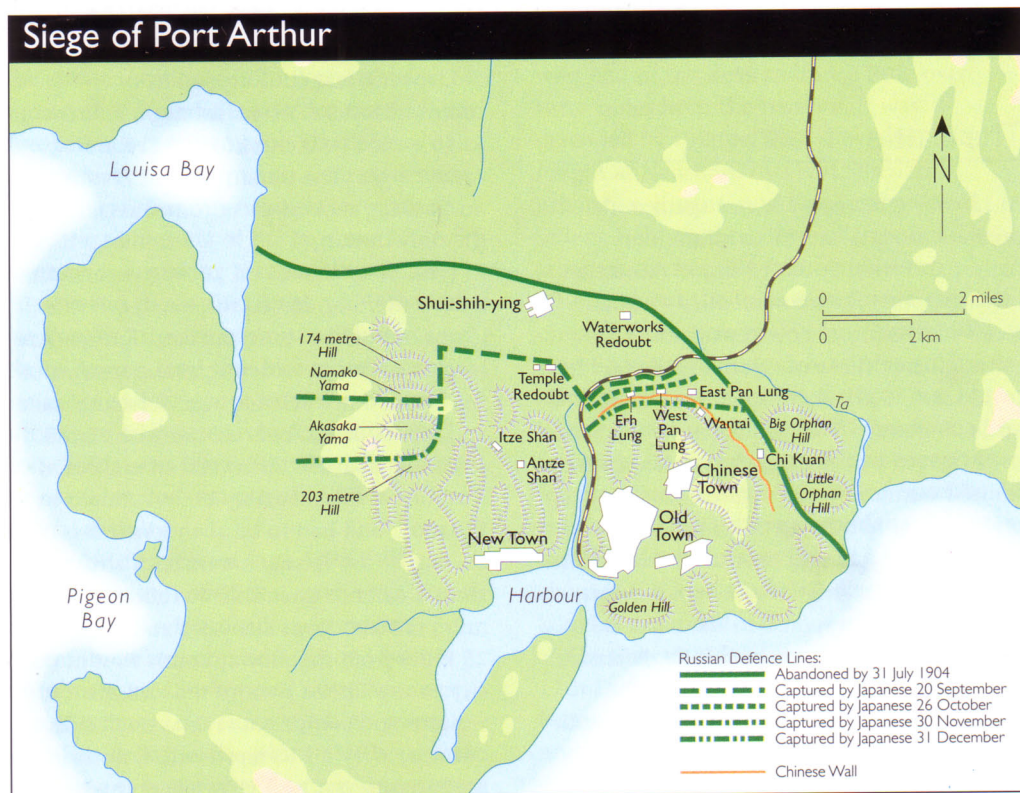 Siege of Port Arthur
Louisa Bay
N
Shui-shih-ying
0 2 miles
Waterworks
Redoubt
0 2 km
174 metre
Hill
Namako
Yama
Temple
Redoubt
East Pan Lung
Ta
Akasaka
Yama
Erh
Lung
West
Pan
Lung
Wantai
Big Orphan
Hill
Itze Shan
Antze
Shan
Chi Kuan
Chinese
Town
Little
Orphan
Hill
203 metre
Hill
New Town
Old
Town
Pigeon
Bay
Harbour
Golden Hill
Russian Defence Lines:
Abandoned by 31 July 1904
Captured by Japanese 20 September
Captured by Japanese 26 October
Captured by Japanese 30 November
Captured by Japanese 31 December
Chinese Wall